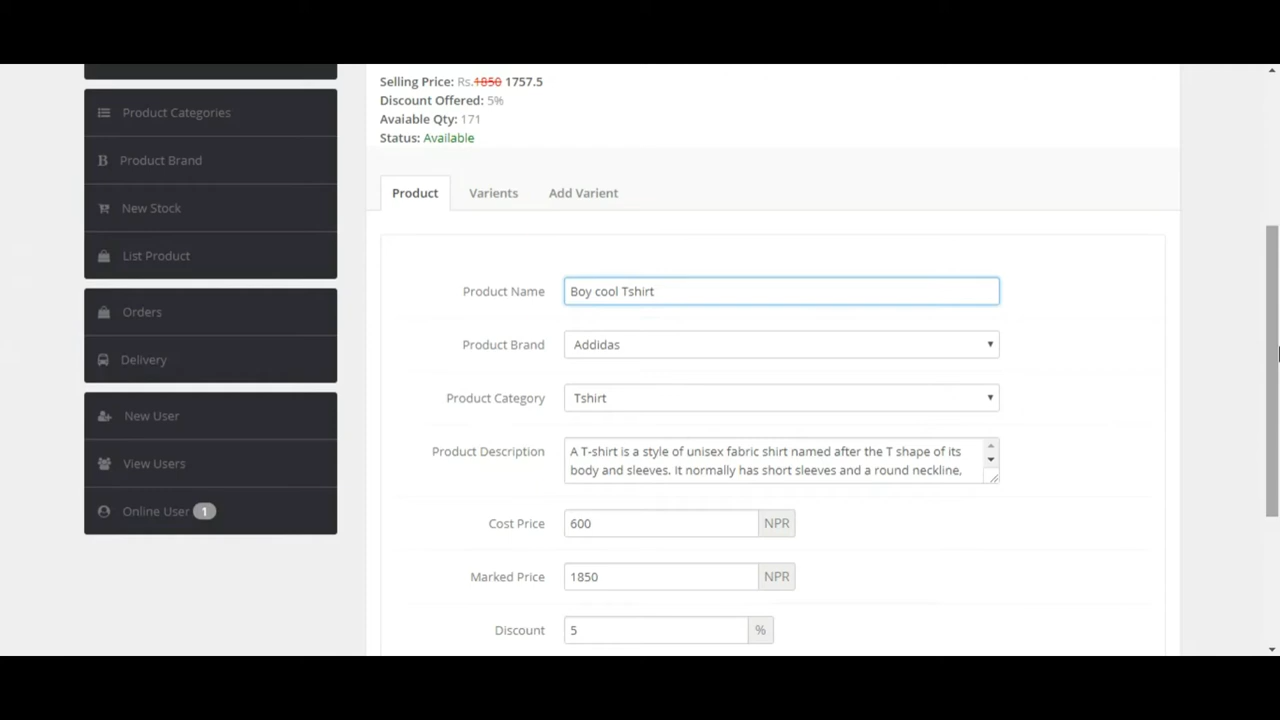 Selling Price: Rs.1850 1757.5
Discount Offered: 5%
Avaiable Qty: 171
Status: Available
Product Categories
Product Brand
New Stock
List Product
Orders
Delivery
New User
View Users
Online User 1
Product Varients Add Varient
Product Name Boy cool Tshirt
Product Brand Addidas
Product Category Tshirt
Product Description A T-shirt is a style of unisex fabric shirt named after the T shape of its
body and sleeves. It normally has short sleeves and a round neckline,
Cost Price 600 NPR
Marked Price 1850 NPR
Discount 5 %